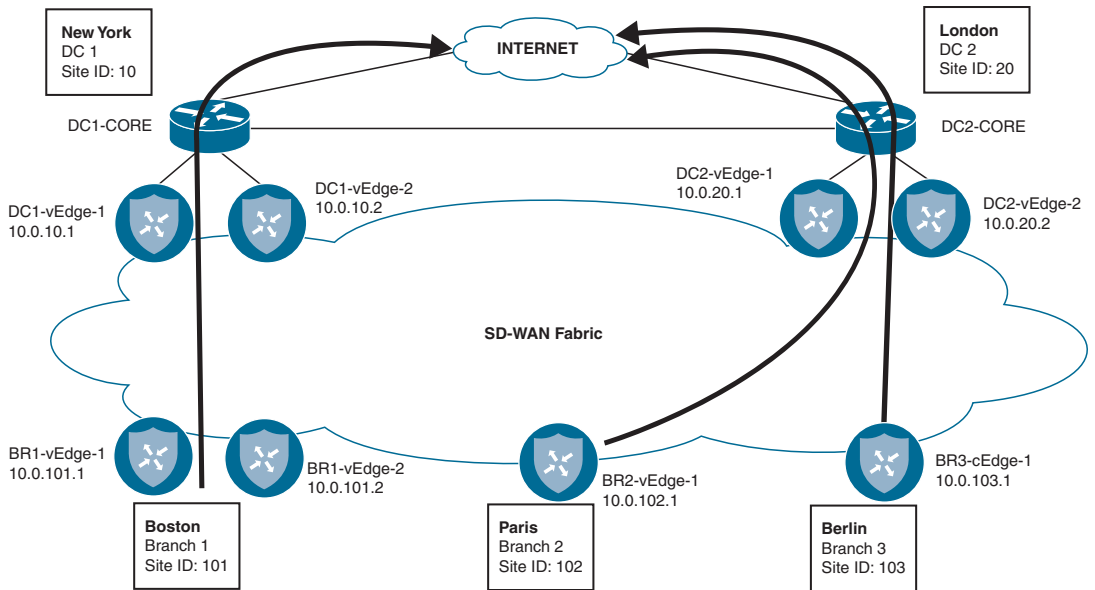 New York
DC 1
Site ID: 10
INTERNET
London
DC 2
Site ID: 20
DC1-CORE
DC2-CORE
DC1-vEdge-1
10.0.10.1
DC1-vEdge-2
10.0.10.2
DC2-vEdge-1
10.0.20.1
DC2-vEdge-2
10.0.20.2
SD-WAN Fabric
BR1-vEdge-1
10.0.101.1
BR1-vEdge-2
10.0.101.2
BR2-vEdge-1
10.0.102.1
BR3-cEdge-1
10.0.103.1
Boston
Branch 1
Site ID: 101
Paris
Branch 2
Site ID: 102
Berlin
Branch 3
Site ID: 103